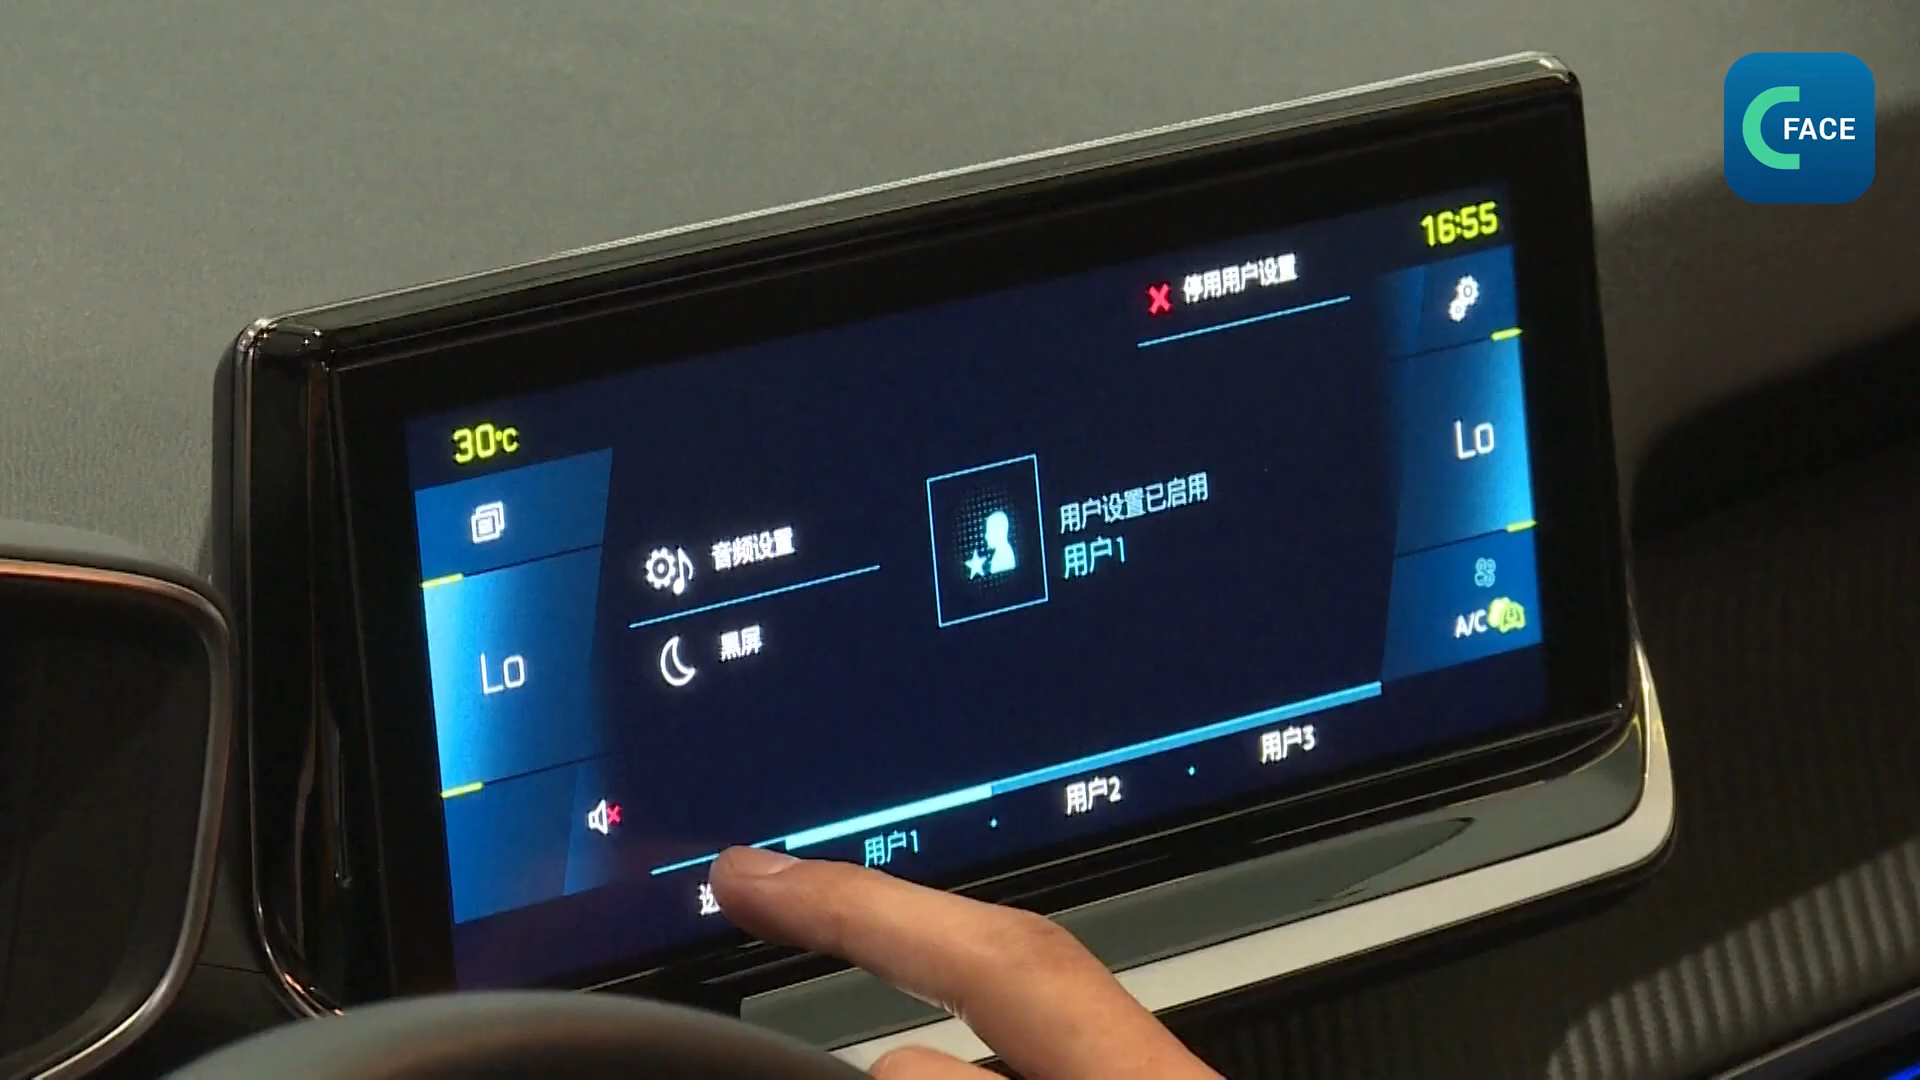 FACE
16:55
停用用户设置
30°C
Lo
用户设置已启用
用户1
音频设置
黑屏
A/C
Lo
用户3
用户2
用户1